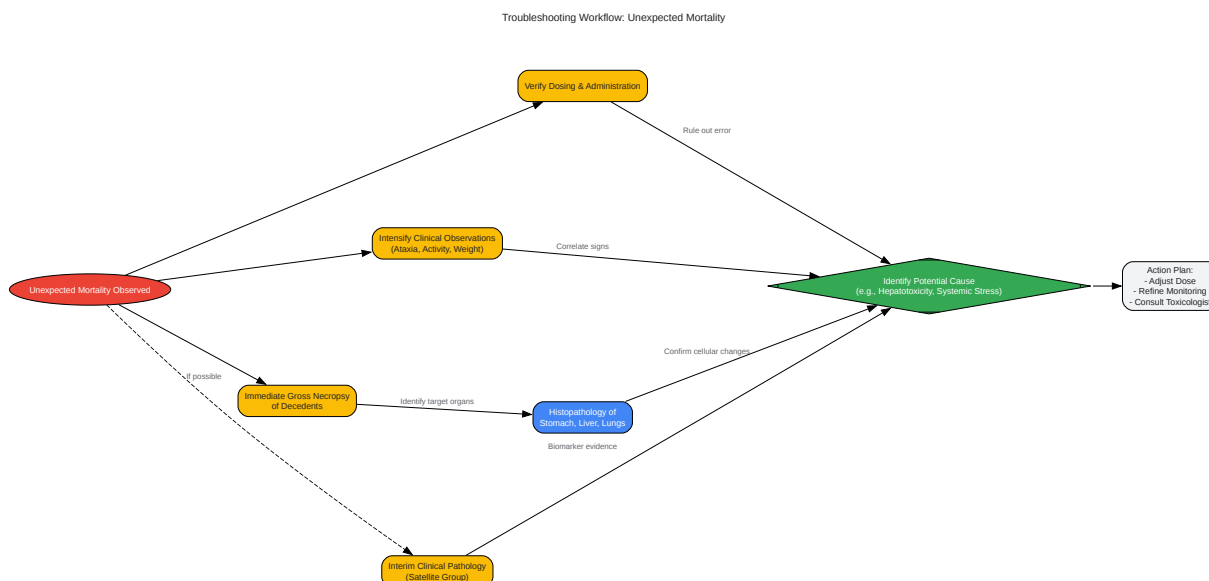 Troubleshooting Workflow: Unexpected Mortality
Verify Dosing & Administration
Rule out error
Intensify Clinical Observations
(Ataxia, Activity, Weight)
Correlate signs
Unexpected Mortality Observed
Identify Potential Cause
(e.g., Hepatotoxicity, Systemic Stress)
Action Plan:
- Adjust Dose
- Refine Monitoring
- Consult Toxicologist
Confirm cellular changes
If possible
Immediate Gross Necropsy
of Decedents
Identify target organs
Histopathology of
Stomach, Liver, Lungs
Biomarker evidence
Interim Clinical Pathology
(Satellite Group)